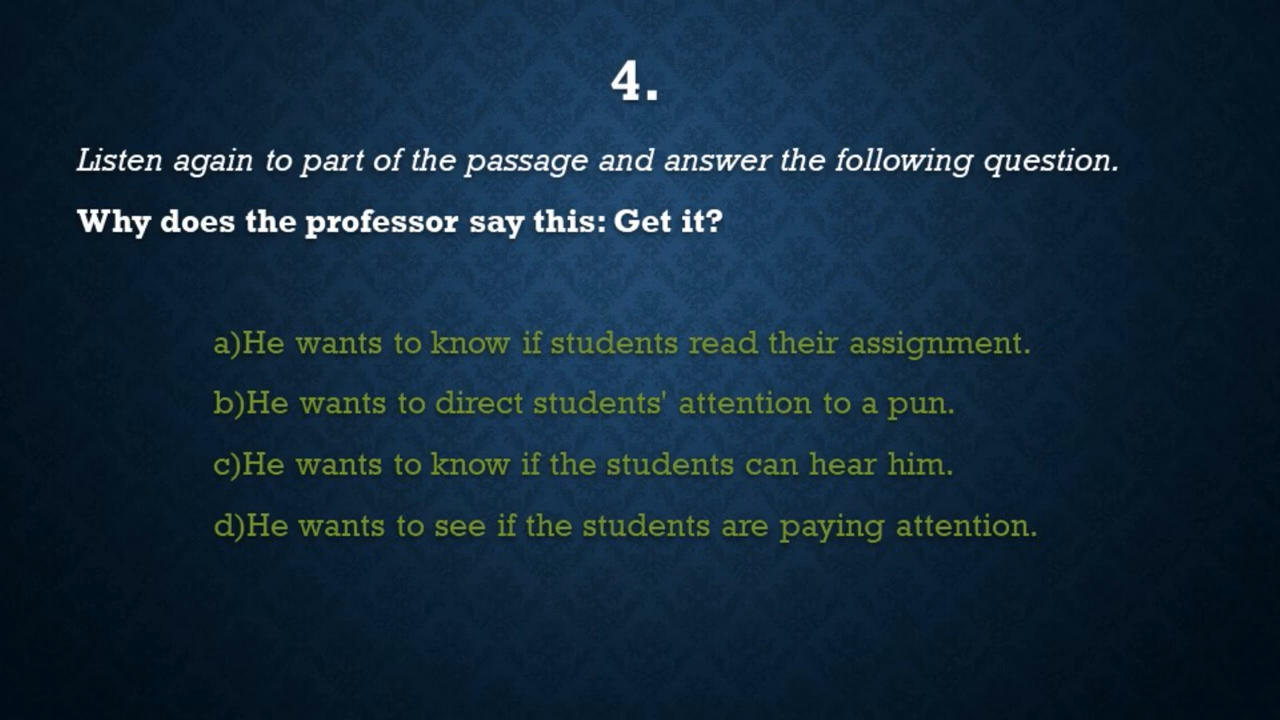 4.
Listen again to part of the passage and answer the following question.
Why does the professor say this: Get it?
a)He wants to know if students read their assignment.
b)He wants to direct students' attention to a pun.
c)He wants to know if the students can hear him.
d)He wants to see if the students are paying attention.